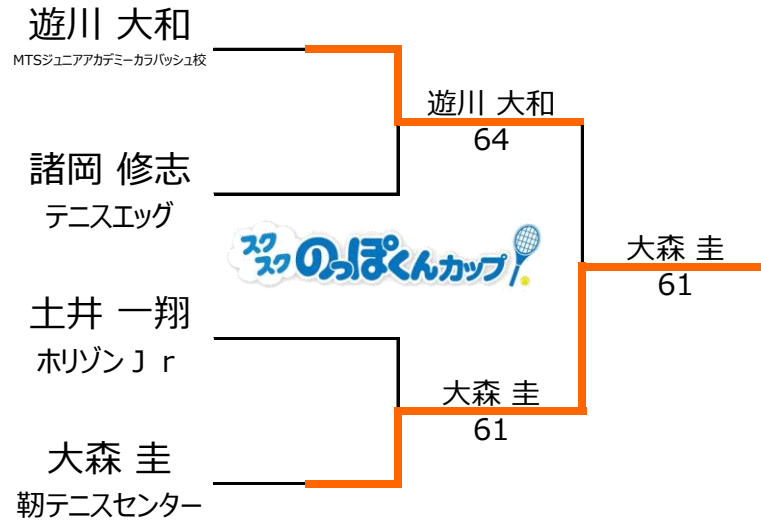 遊川 大和
MTSジュニアアカデミーカラバッシュ校
遊川 大和
64
諸岡 修志
テニスエッグ
スクスク のっぽくんカップ
大森 圭
61
土井 一翔
ホリゾンＪｒ
大森 圭
61
大森 圭
靭テニスセンター